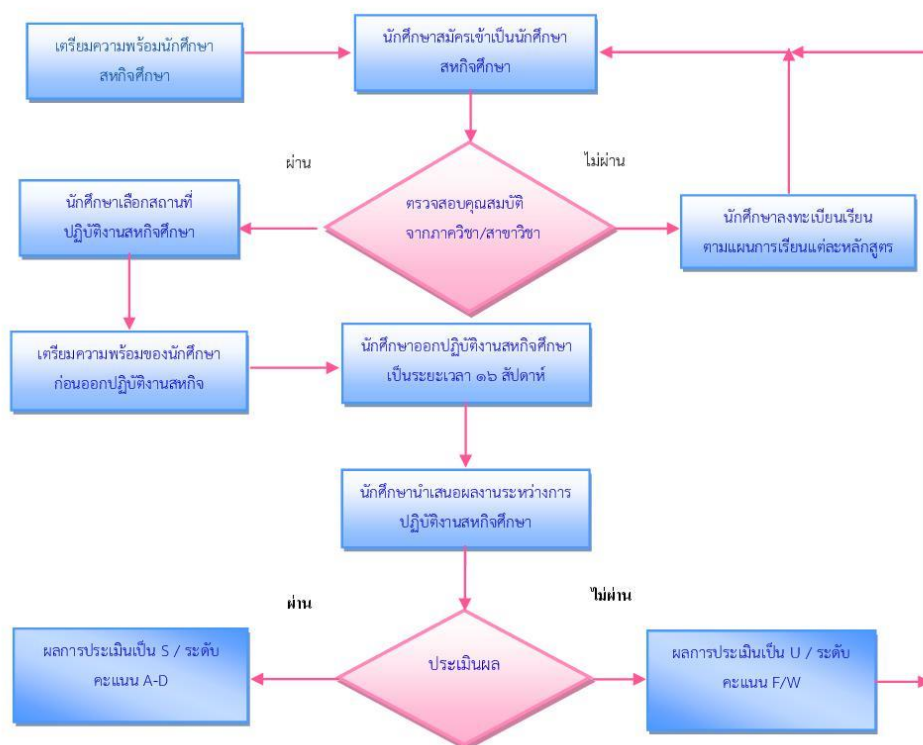 เตรียมความพร้อมนักศึกษา
สหกิจศึกษา
นักศึกษาสมัครเข้าเป็นนักศึกษา
สหกิจศึกษา
ผ่าน
ไม่ผ่าน
ตรวจสอบคุณสมบัติ
จากภาควิชา/สาขาวิชา
นักศึกษาเลือกสถานที่
ปฏิบัติงานสหกิจศึกษา
นักศึกษาลงทะเบียนเรียน
ตามแผนการเรียนแต่ละหลักสูตร
เตรียมความพร้อมของนักศึกษา
ก่อนออกปฏิบัติงานสหกิจ
นักศึกษาออกปฏิบัติงานสหกิจศึกษา
เป็นระยะเวลา ๑๖ สัปดาห์
นักศึกษานำเสนอผลงานระหว่างการ
ปฏิบัติงานสหกิจศึกษา
ผ่าน
ไม่ผ่าน
ผลการประเมินเป็น S / ระดับ
คะแนน A-D
ประเมินผล
ผลการประเมินเป็น U / ระดับ
คะแนน F/W